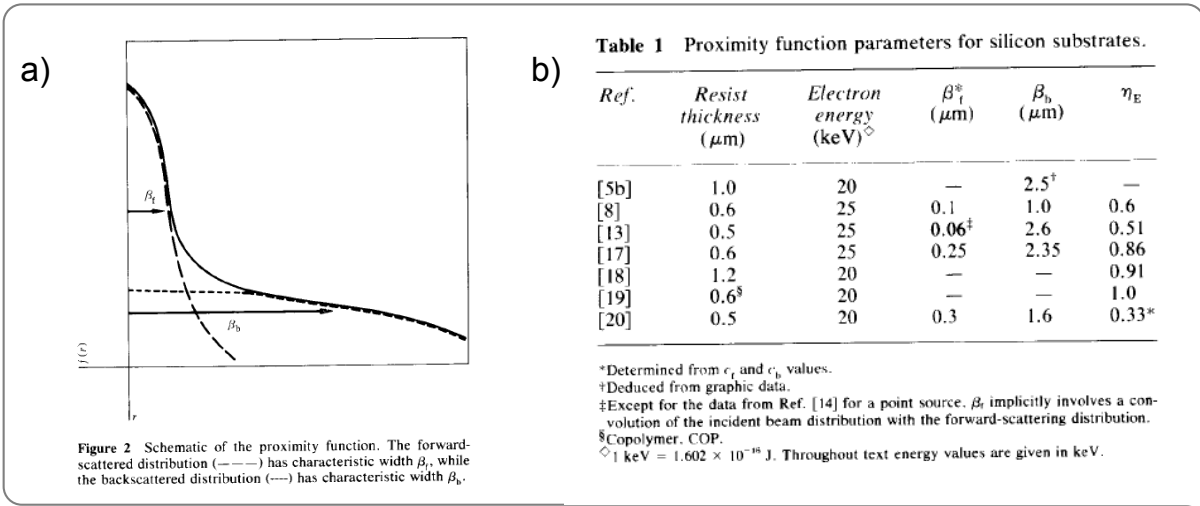 a)
β_f
β_b
f(r)
r
Figure 2 Schematic of the proximity function. The forward-
scattered distribution (– – –) has characteristic width β_f, while
the backscattered distribution (---) has characteristic width β_b.
b)
Table 1 Proximity function parameters for silicon substrates.
Ref. Resist Electron β*_f β_b η_E
thickness energy (μm) (μm)
(μm) (keV)◇
[5b] 1.0 20 — 2.5† —
[8] 0.6 25 0.1 1.0 0.6
[13] 0.5 25 0.06‡ 2.6 0.51
[17] 0.6 25 0.25 2.35 0.86
[18] 1.2 20 — — 0.91
[19] 0.6§ 20 — — 1.0
[20] 0.5 20 0.3 1.6 0.33*
*Determined from ϵ_f and ϵ_b values.
†Deduced from graphic data.
‡Except for the data from Ref. [14] for a point source. β_f implicitly involves a con-
volution of the incident beam distribution with the forward-scattering distribution.
§Copolymer. COP.
◇1 keV = 1.602 × 10⁻¹⁶ J. Throughout text energy values are given in keV.